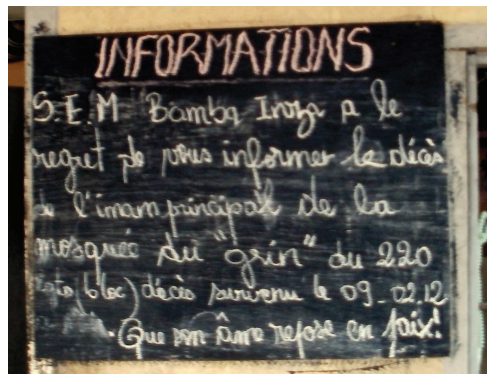 INFORMATIONS
S.E.M Bamba Inoza a le
regret de vous informer le décès
de l'imam principal de la
mosquée du "grin" du 220
(bloc) décès survenu le 09-02.12
. Que son âme repose en paix!